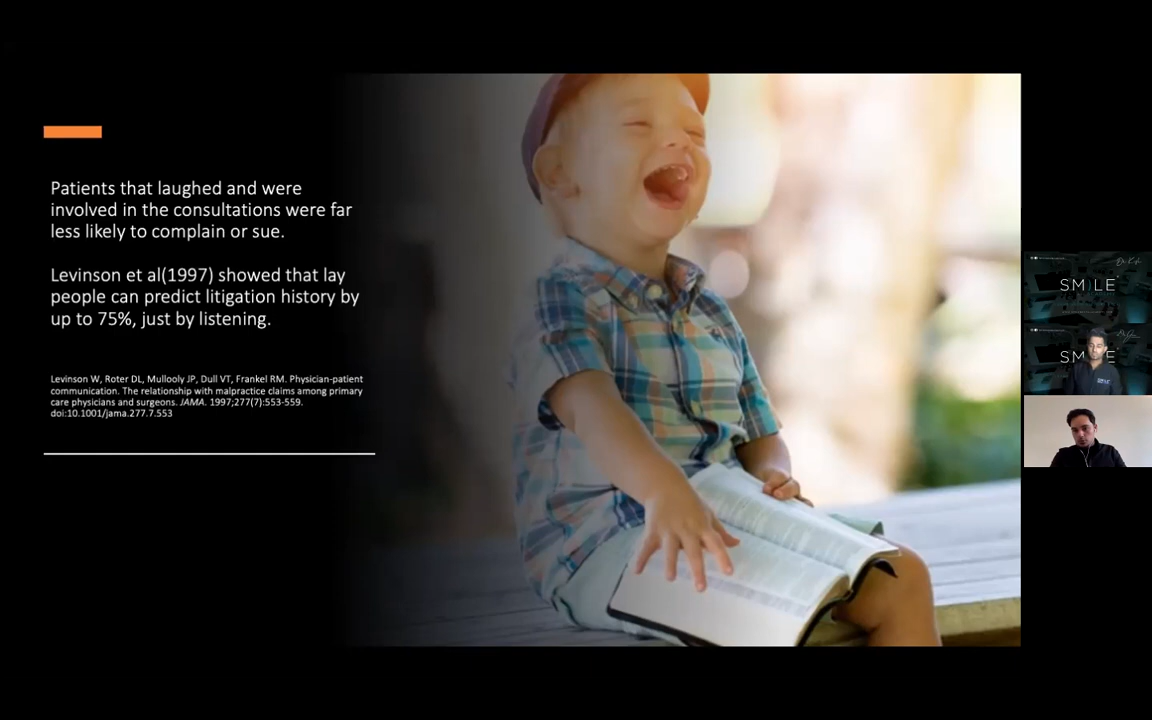 Patients that laughed and were
involved in the consultations were far
less likely to complain or sue.
Levinson et al(1997) showed that lay
people can predict litigation history by
up to 75%, just by listening.
Levinson W, Roter DL, Mullooly JP, Dull VT, Frankel RM. Physician-patient
communication. The relationship with malpractice claims among primary
care physicians and surgeons. JAMA. 1997;277(7):553-559.
doi:10.1001/jama.277.7.553
SMILE